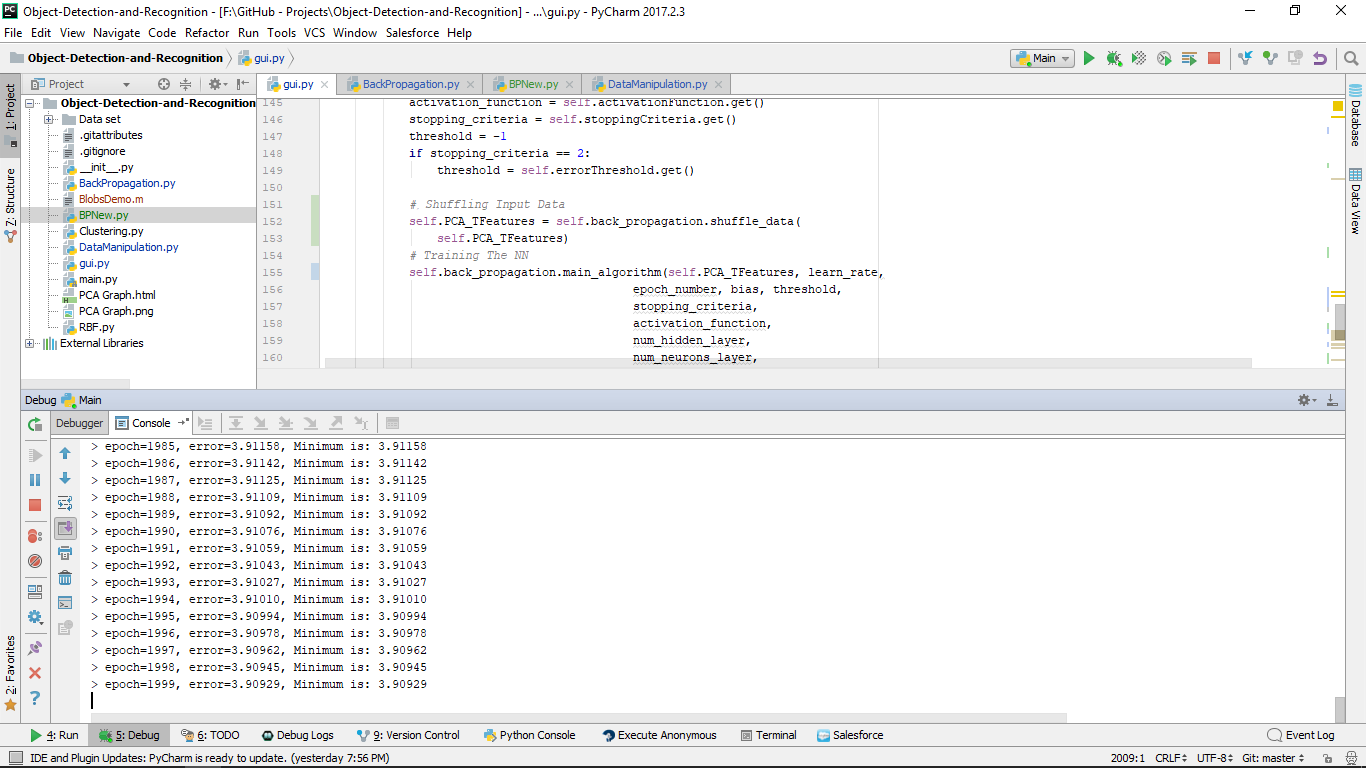 Object-Detection-and-Recognition - [F:\GitHub - Projects\Object-Detection-and-Recognition] - ...\gui.py - PyCharm 2017.2.3
File Edit View Navigate Code Refactor Run Tools VCS Window Salesforce Help
Object-Detection-and-Recognition gui.py Main
1: Project
7: Structure
2: Favorites
Project
Object-Detection-and-Recognition
Data set
.gitattributes
.gitignore
__init__.py
BackPropagation.py
BlobsDemo.m
BPNew.py
Clustering.py
DataManipulation.py
gui.py
main.py
PCA Graph.html
PCA Graph.png
RBF.py
External Libraries
gui.py BackPropagation.py BPNew.py DataManipulation.py
145 activation_function = self.activationFunction.get()
146 stopping_criteria = self.stoppingCriteria.get()
147 threshold = -1
148 if stopping_criteria == 2:
149 threshold = self.errorThreshold.get()
150
151 # Shuffling Input Data
152 self.PCA_TFeatures = self.back_propagation.shuffle_data(
153 self.PCA_TFeatures)
154 # Training The NN
155 self.back_propagation.main_algorithm(self.PCA_TFeatures, learn_rate,
156 epoch_number, bias, threshold,
157 stopping_criteria,
158 activation_function,
159 num_hidden_layer,
160 num_neurons_layer,
Database
Data View
Debug Main
Debugger Console
> epoch=1985, error=3.91158, Minimum is: 3.91158
> epoch=1986, error=3.91142, Minimum is: 3.91142
> epoch=1987, error=3.91125, Minimum is: 3.91125
> epoch=1988, error=3.91109, Minimum is: 3.91109
> epoch=1989, error=3.91092, Minimum is: 3.91092
> epoch=1990, error=3.91076, Minimum is: 3.91076
> epoch=1991, error=3.91059, Minimum is: 3.91059
> epoch=1992, error=3.91043, Minimum is: 3.91043
> epoch=1993, error=3.91027, Minimum is: 3.91027
> epoch=1994, error=3.91010, Minimum is: 3.91010
> epoch=1995, error=3.90994, Minimum is: 3.90994
> epoch=1996, error=3.90978, Minimum is: 3.90978
> epoch=1997, error=3.90962, Minimum is: 3.90962
> epoch=1998, error=3.90945, Minimum is: 3.90945
> epoch=1999, error=3.90929, Minimum is: 3.90929
4: Run 5: Debug 6: TODO Debug Logs 9: Version Control Python Console Execute Anonymous Terminal Salesforce Event Log
IDE and Plugin Updates: PyCharm is ready to update. (yesterday 7:56 PM) 2009:1 CRLF UTF-8 Git: master